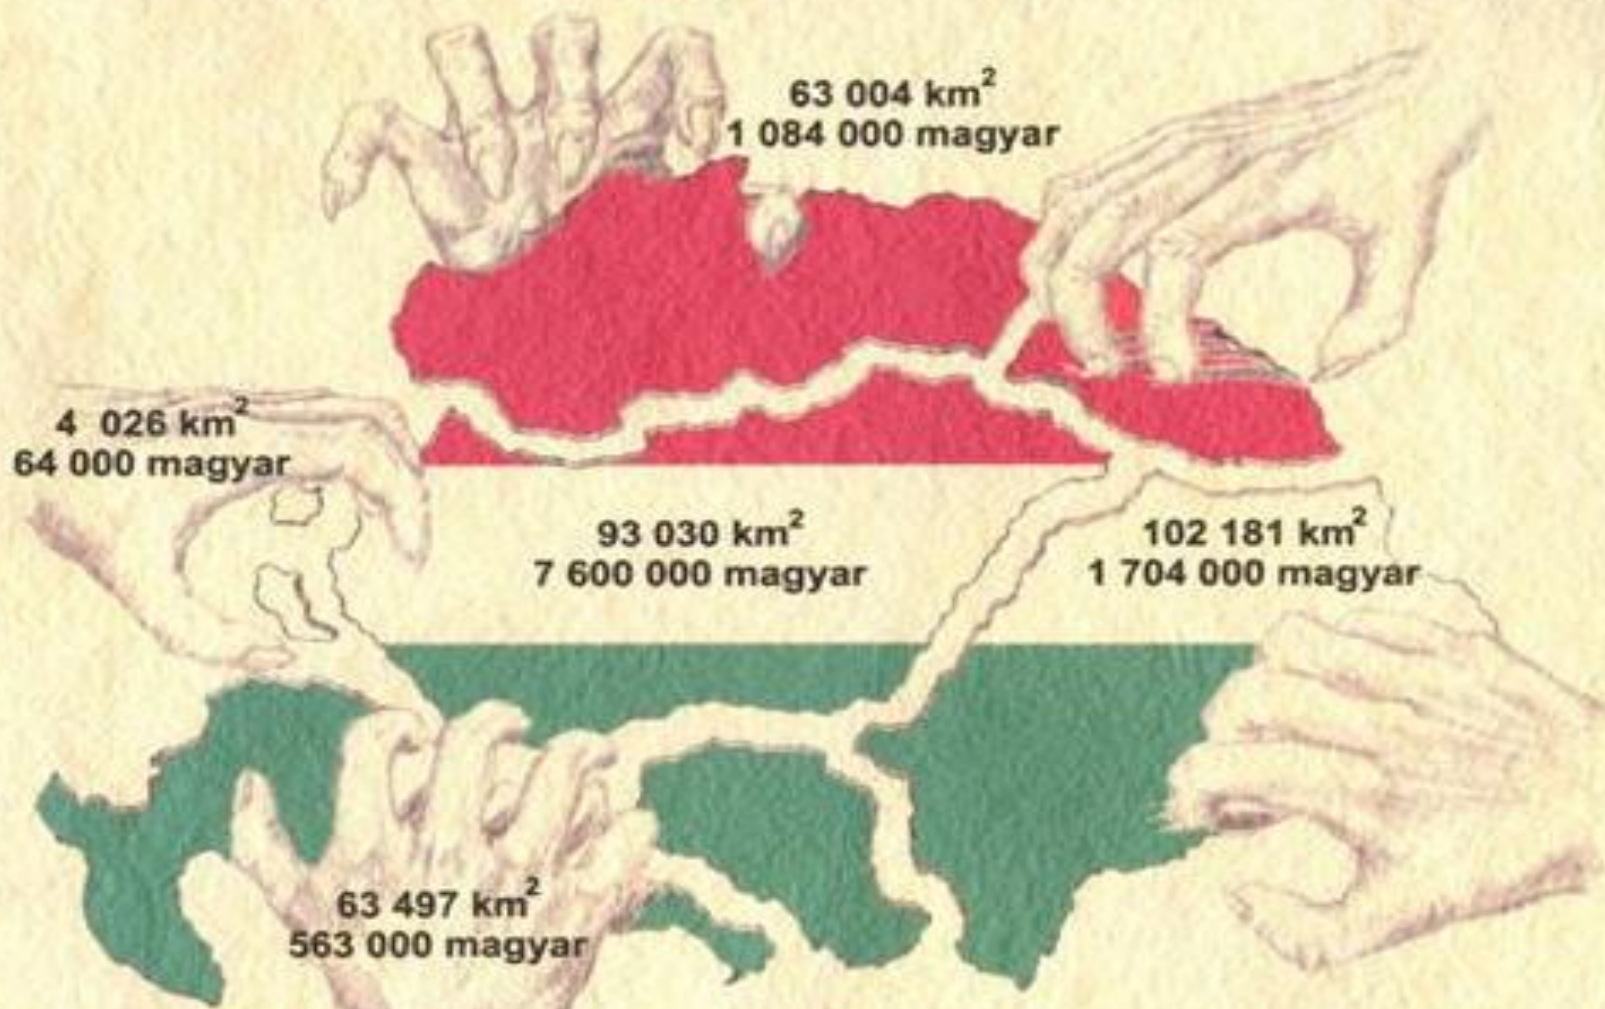 63 004 km²
1 084 000 magyar
4 026 km²
64 000 magyar
93 030 km²
7 600 000 magyar
102 181 km²
1 704 000 magyar
63 497 km²
563 000 magyar